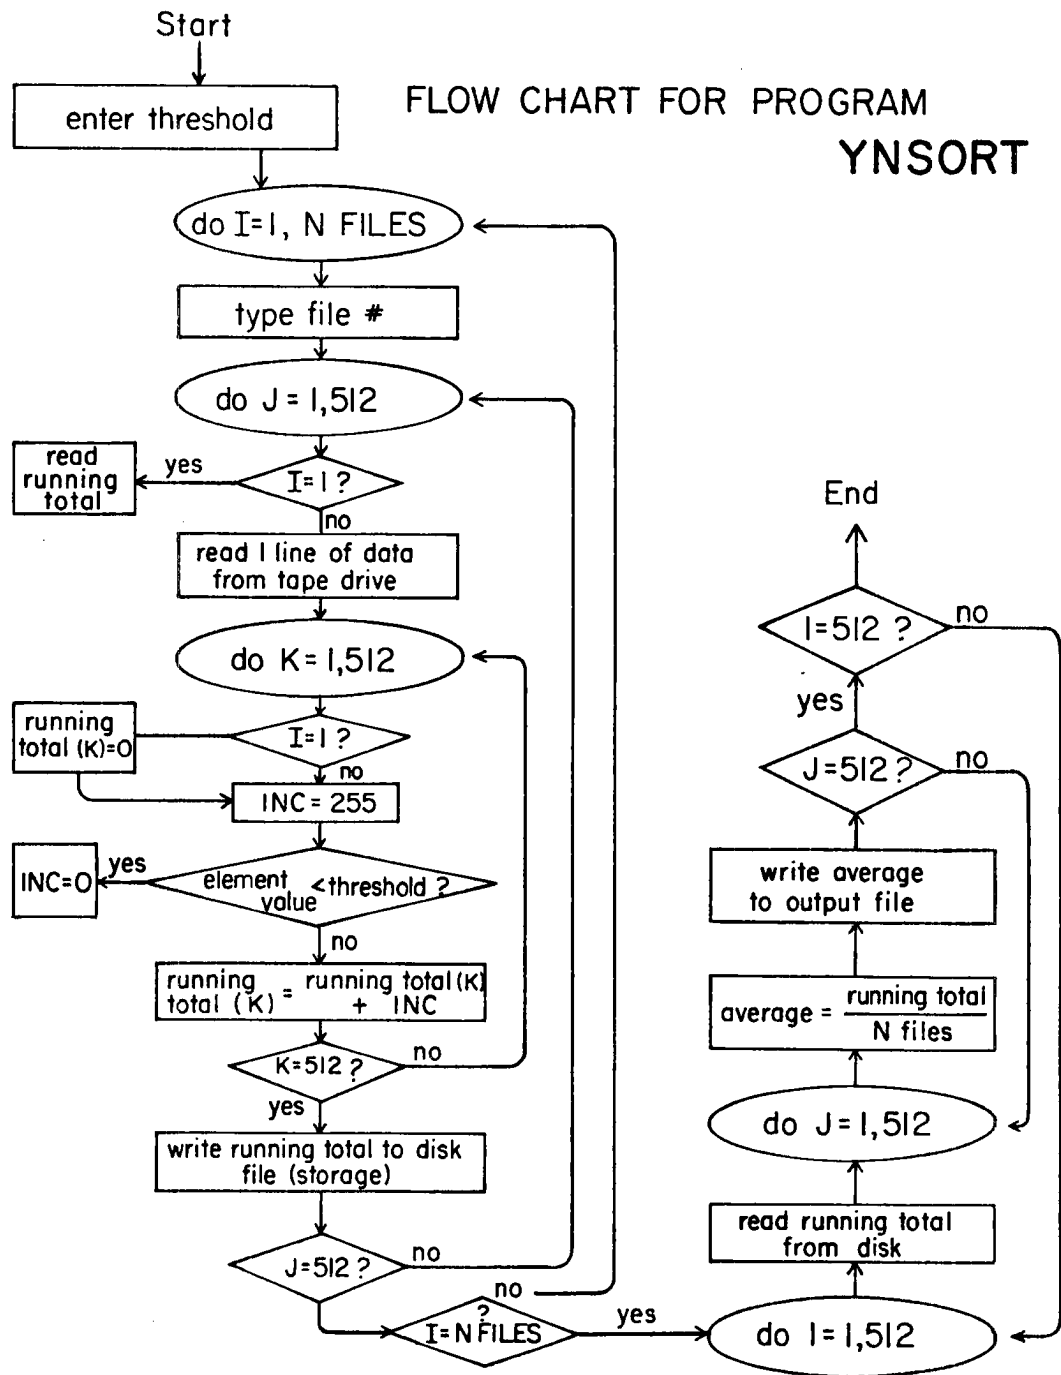 Start
FLOW CHART FOR PROGRAM
YNSORT
enter threshold
do I=1, N FILES
type file #
do J = 1,512
I=1 ?
yes
read
running
total
no
read 1 line of data
from tape drive
do K = 1,512
I=1 ?
running
total (K)=0
no
INC = 255
element
value < threshold ?
yes
INC=0
no
running total (K) = running total (K)
+ INC
K=512 ?
no
yes
write running total to disk
file (storage)
J=512 ?
no
I=N FILES
?
no
yes
do I=1,512
read running total
from disk
do J=1,512
average = running total
N files
write average
to output file
J=512 ?
no
yes
I=512 ?
no
End